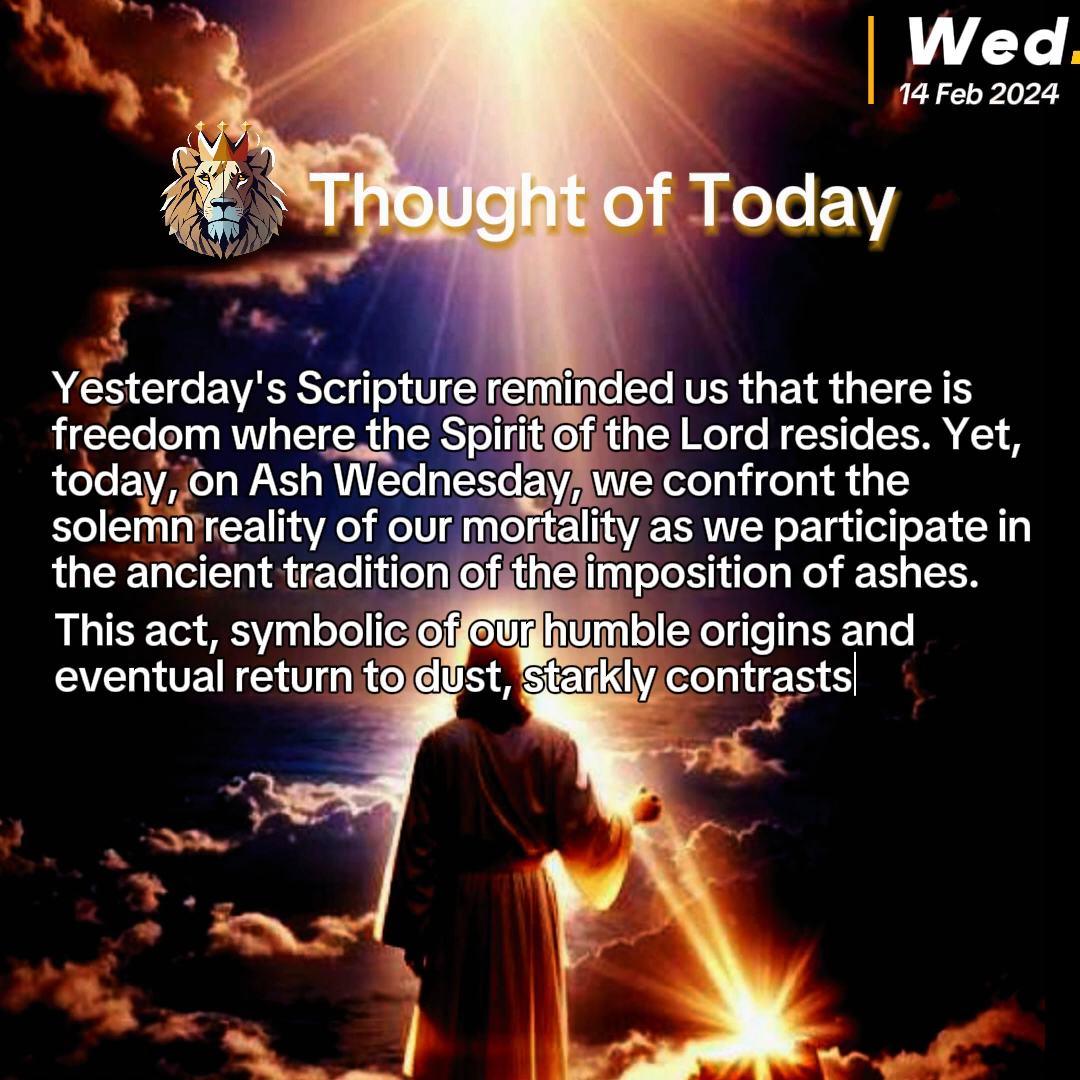 Wed.
14 Feb 2024
Thought of Today
Yesterday's Scripture reminded us that there is
freedom where the Spirit of the Lord resides. Yet,
today, on Ash Wednesday, we confront the
solemn reality of our mortality as we participate in
the ancient tradition of the imposition of ashes.
This act, symbolic of our humble origins and
eventual return to dust, starkly contrasts